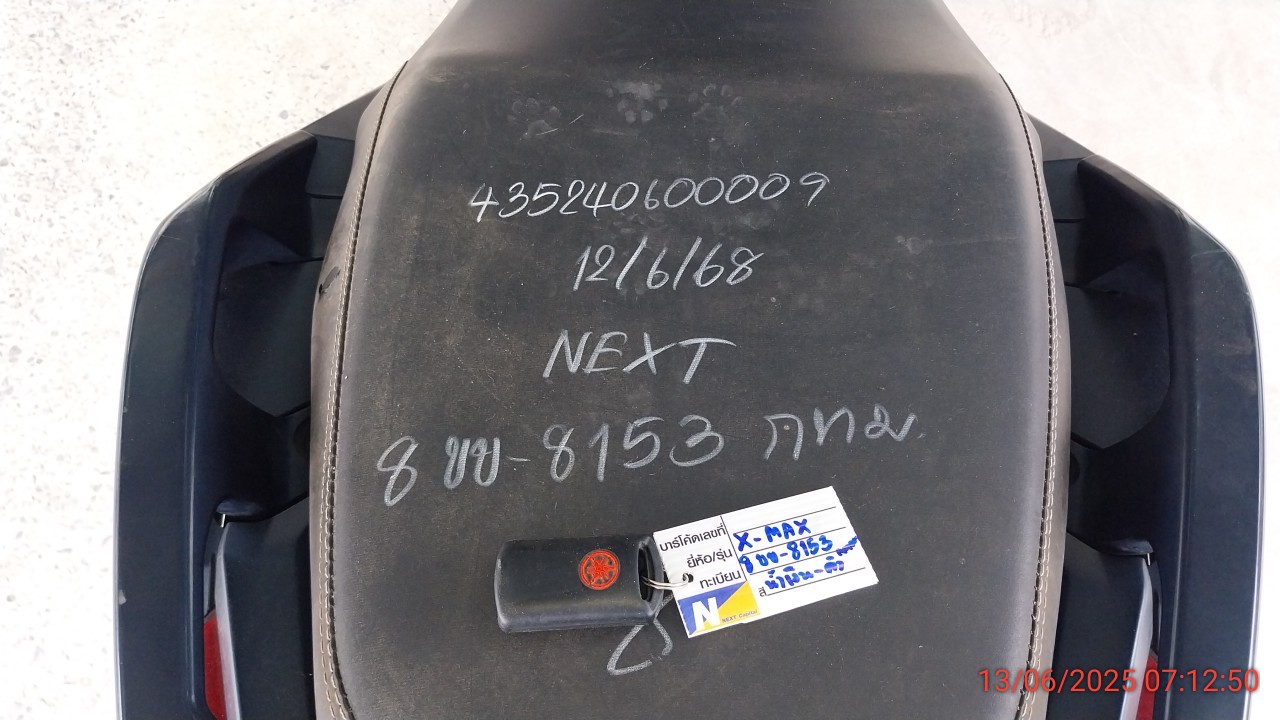 435240600009
12/6/68
NEXT
8 ขข-8153 กทม.
บาร์โค้ดเลขที่
ยี่ห้อ/รุ่น X-MAX
ทะเบียน 8 ขข-8153
สี น้ำเงิน-ดำ
N NEXT Capital
13/06/2025 07:12:50